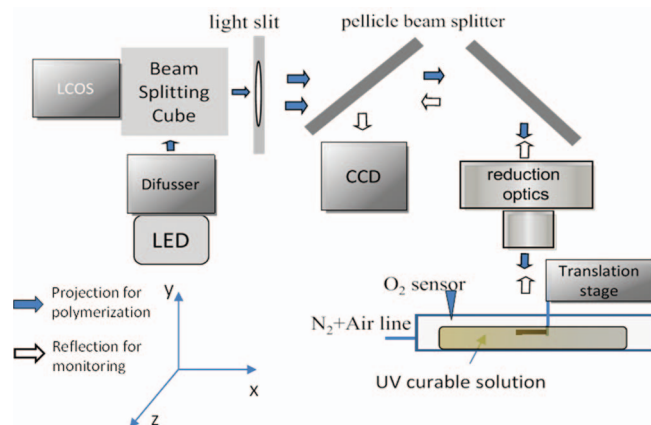 light slit
pellicle beam splitter
LCOS
Beam
Splitting
Cube
Difusser
LED
CCD
reduction
optics
Translation
stage
O₂ sensor
N₂+Air line
UV curable solution
Projection for
polymerization
Reflection for
monitoring
y
x
z